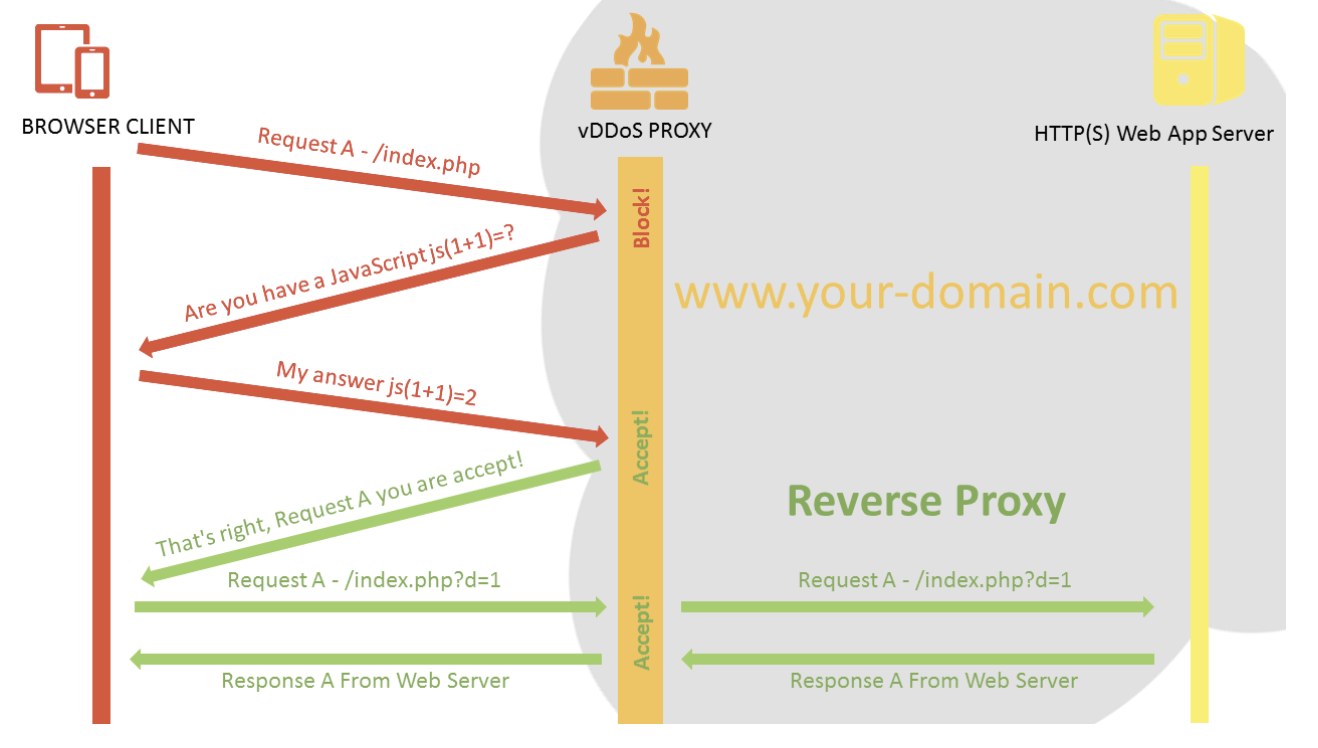 BROWSER CLIENT
vDDoS PROXY
HTTP(S) Web App Server
Request A - /index.php
Block!
Are you have a JavaScript js(1+1)=?
www.your-domain.com
My answer js(1+1)=2
Accept!
That's right, Request A you are accept!
Reverse Proxy
Request A - /index.php?d=1
Request A - /index.php?d=1
Accept!
Response A From Web Server
Response A From Web Server